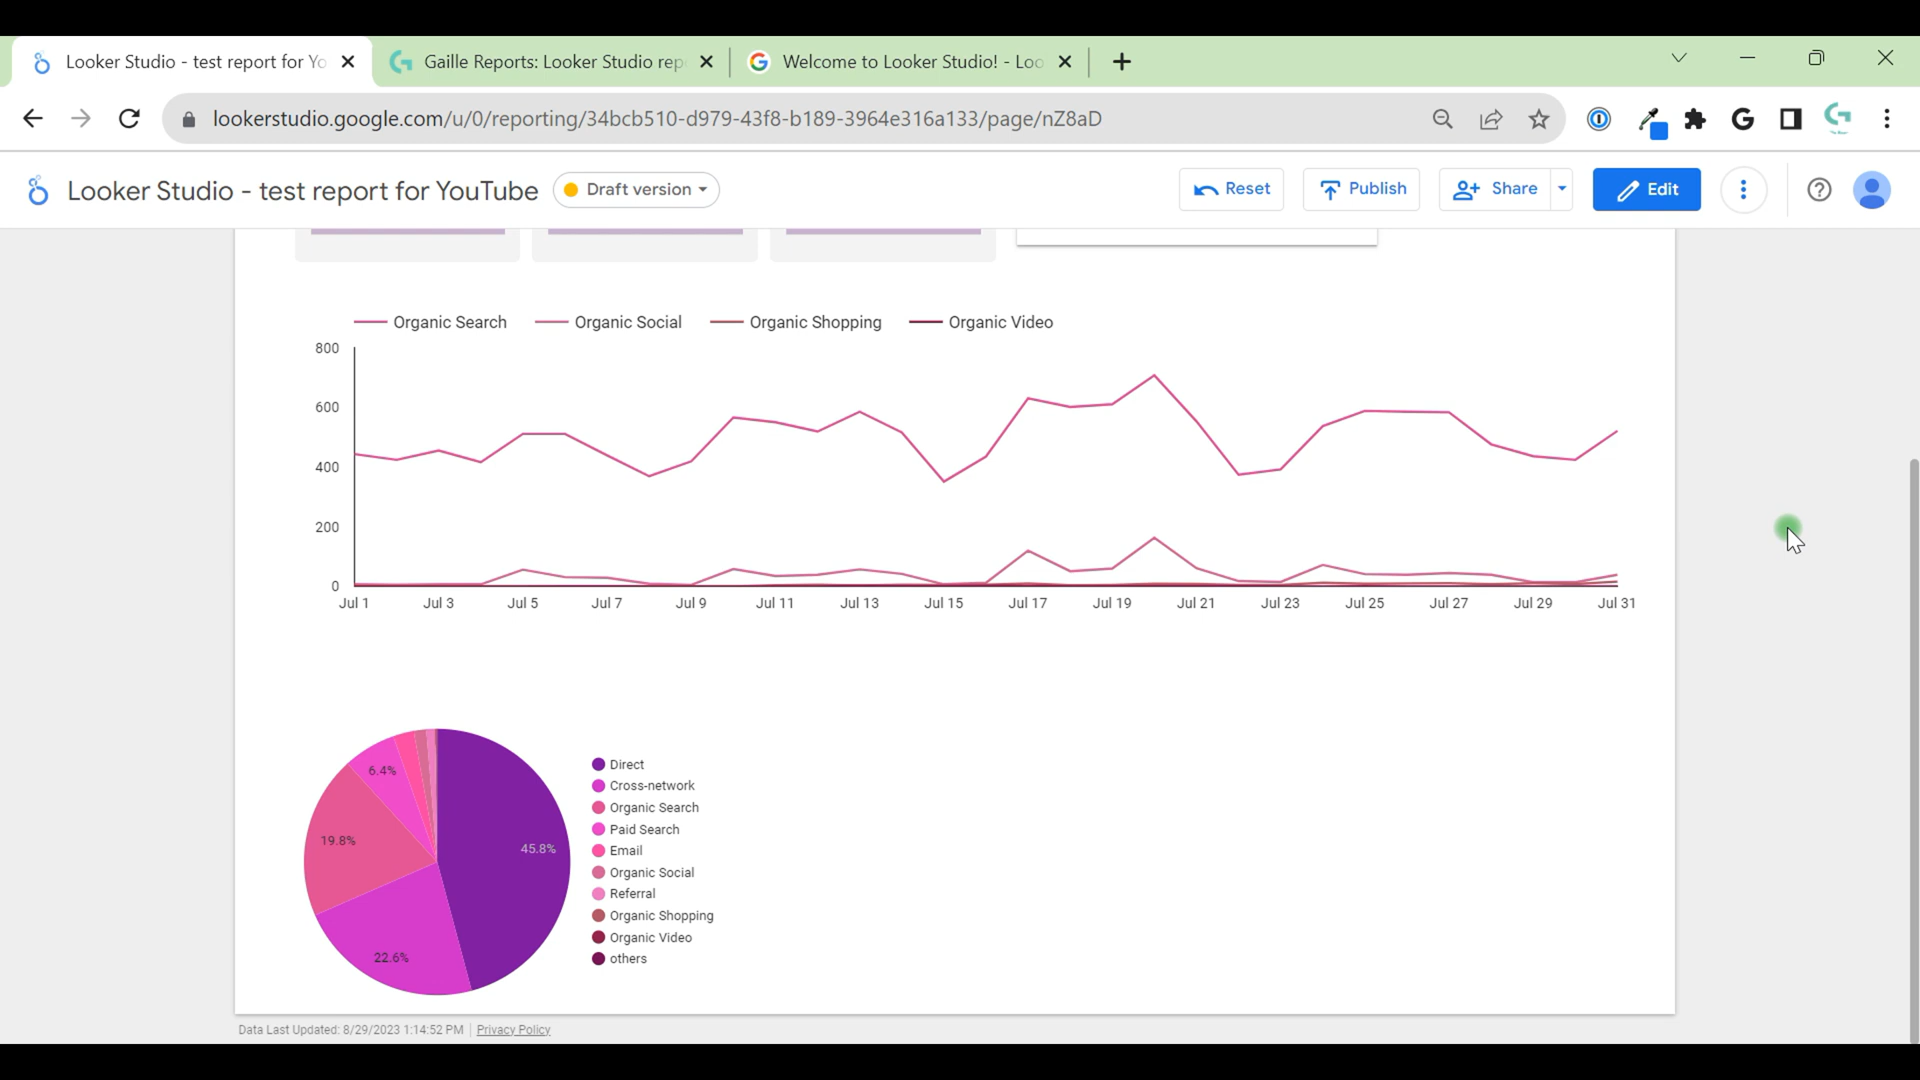 Looker Studio - test report for Yo
Gaille Reports: Looker Studio rep
Welcome to Looker Studio! - Loo
lookerstudio.google.com/u/0/reporting/34bcb510-d979-43f8-b189-3964e316a133/page/nZ8aD
Looker Studio - test report for YouTube
Draft version
Reset
Publish
Share
Edit
Organic Search Organic Social Organic Shopping Organic Video
800
600
400
200
0
Jul 1 Jul 3 Jul 5 Jul 7 Jul 9 Jul 11 Jul 13 Jul 15 Jul 17 Jul 19 Jul 21 Jul 23 Jul 25 Jul 27 Jul 29 Jul 31
6.4%
19.8%
45.8%
22.6%
Direct
Cross-network
Organic Search
Paid Search
Email
Organic Social
Referral
Organic Shopping
Organic Video
others
Data Last Updated: 8/29/2023 1:14:52 PM Privacy Policy